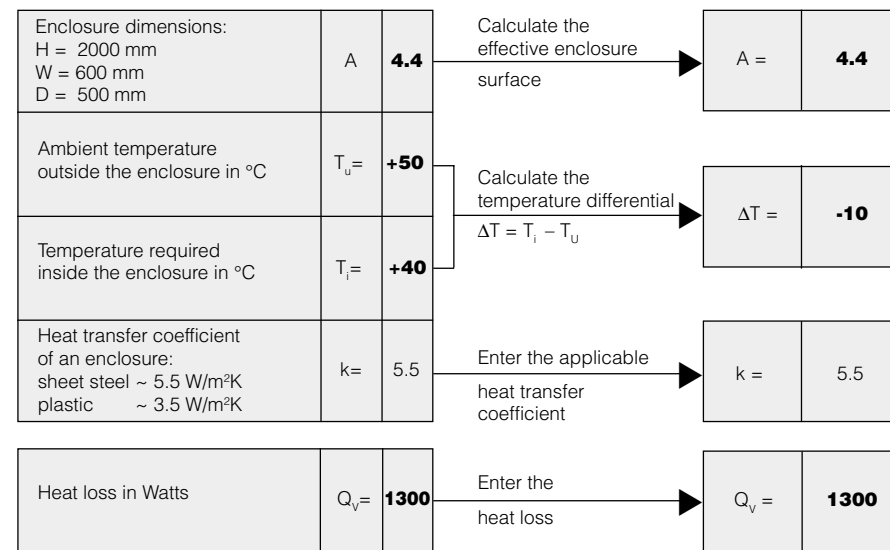 Enclosure dimensions:
H = 2000 mm
W = 600 mm
D = 500 mm
A
4.4
Calculate the
effective enclosure
surface
A =
4.4
Ambient temperature
outside the enclosure in °C
Tu=
+50
Calculate the
temperature differential
ΔT = Ti – TU
ΔT =
-10
Temperature required
inside the enclosure in °C
Ti=
+40
Heat transfer coefficient
of an enclosure:
sheet steel ~ 5.5 W/m²K
plastic ~ 3.5 W/m²K
k=
5.5
Enter the applicable
heat transfer
coefficient
k =
5.5
Heat loss in Watts
QV=
1300
Enter the
heat loss
QV =
1300